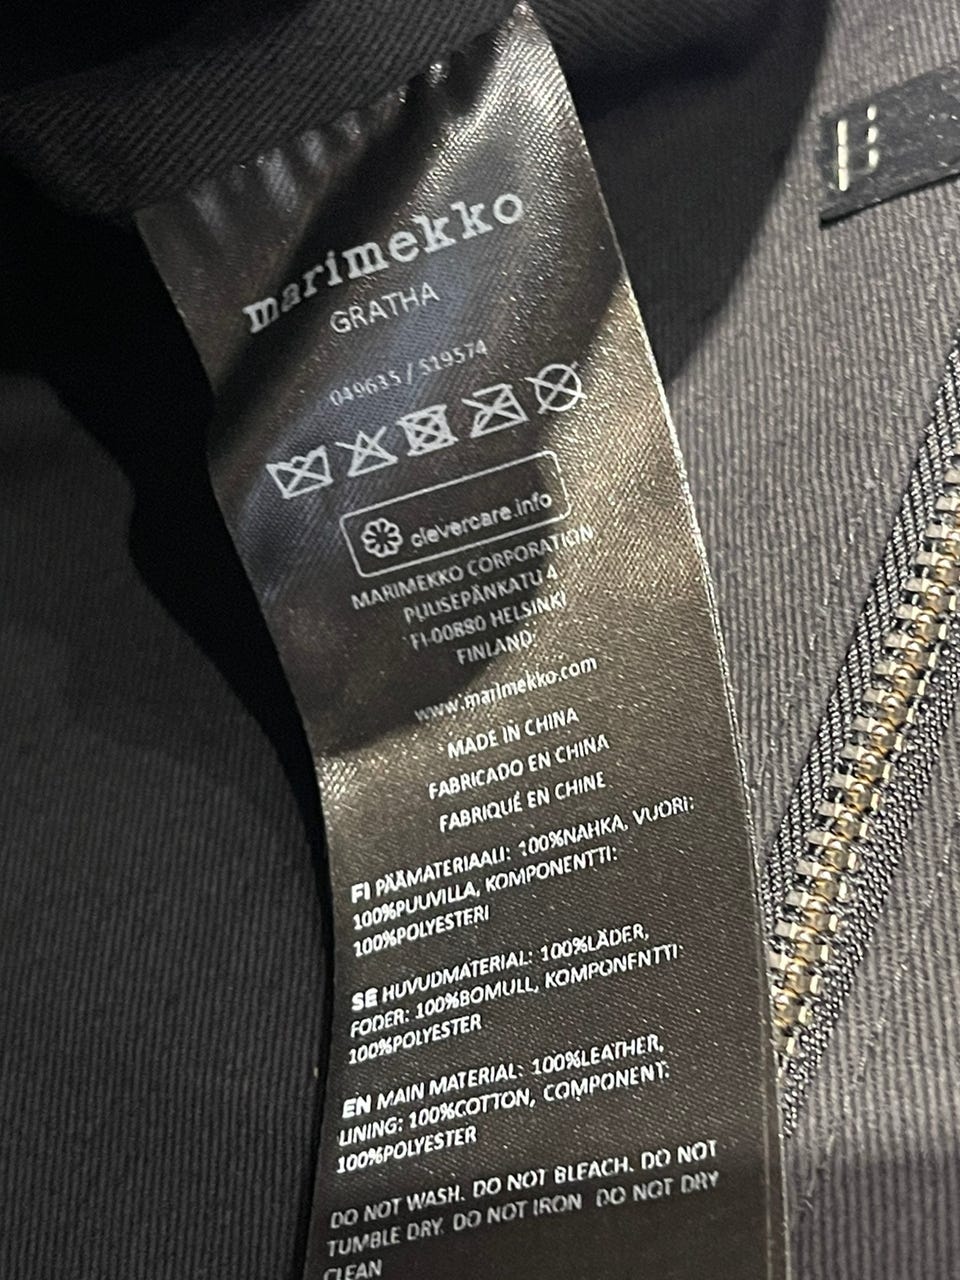 marimekko
GRATHA
049635 / S19574
clevercare.info
MARIMEKKO CORPORATION
PUUSEPÄNKATU 4
FI-00880 HELSINKI
FINLAND
www.marimekko.com
MADE IN CHINA
FABRICADO EN CHINA
FABRIQUÉ EN CHINE
FI PÄÄMATERIAALI: 100%NAHKA, VUORI:
100%PUUVILLA, KOMPONENTTI:
100%POLYESTERI
SE HUVUDMATERIAL: 100%LÄDER,
FODER: 100%BOMULL, KOMPONENTTI:
100%POLYESTER
EN MAIN MATERIAL: 100%LEATHER,
LINING: 100%COTTON, COMPONENT:
100%POLYESTER
DO NOT WASH. DO NOT BLEACH. DO NOT
TUMBLE DRY. DO NOT IRON DO NOT DRY
CLEAN